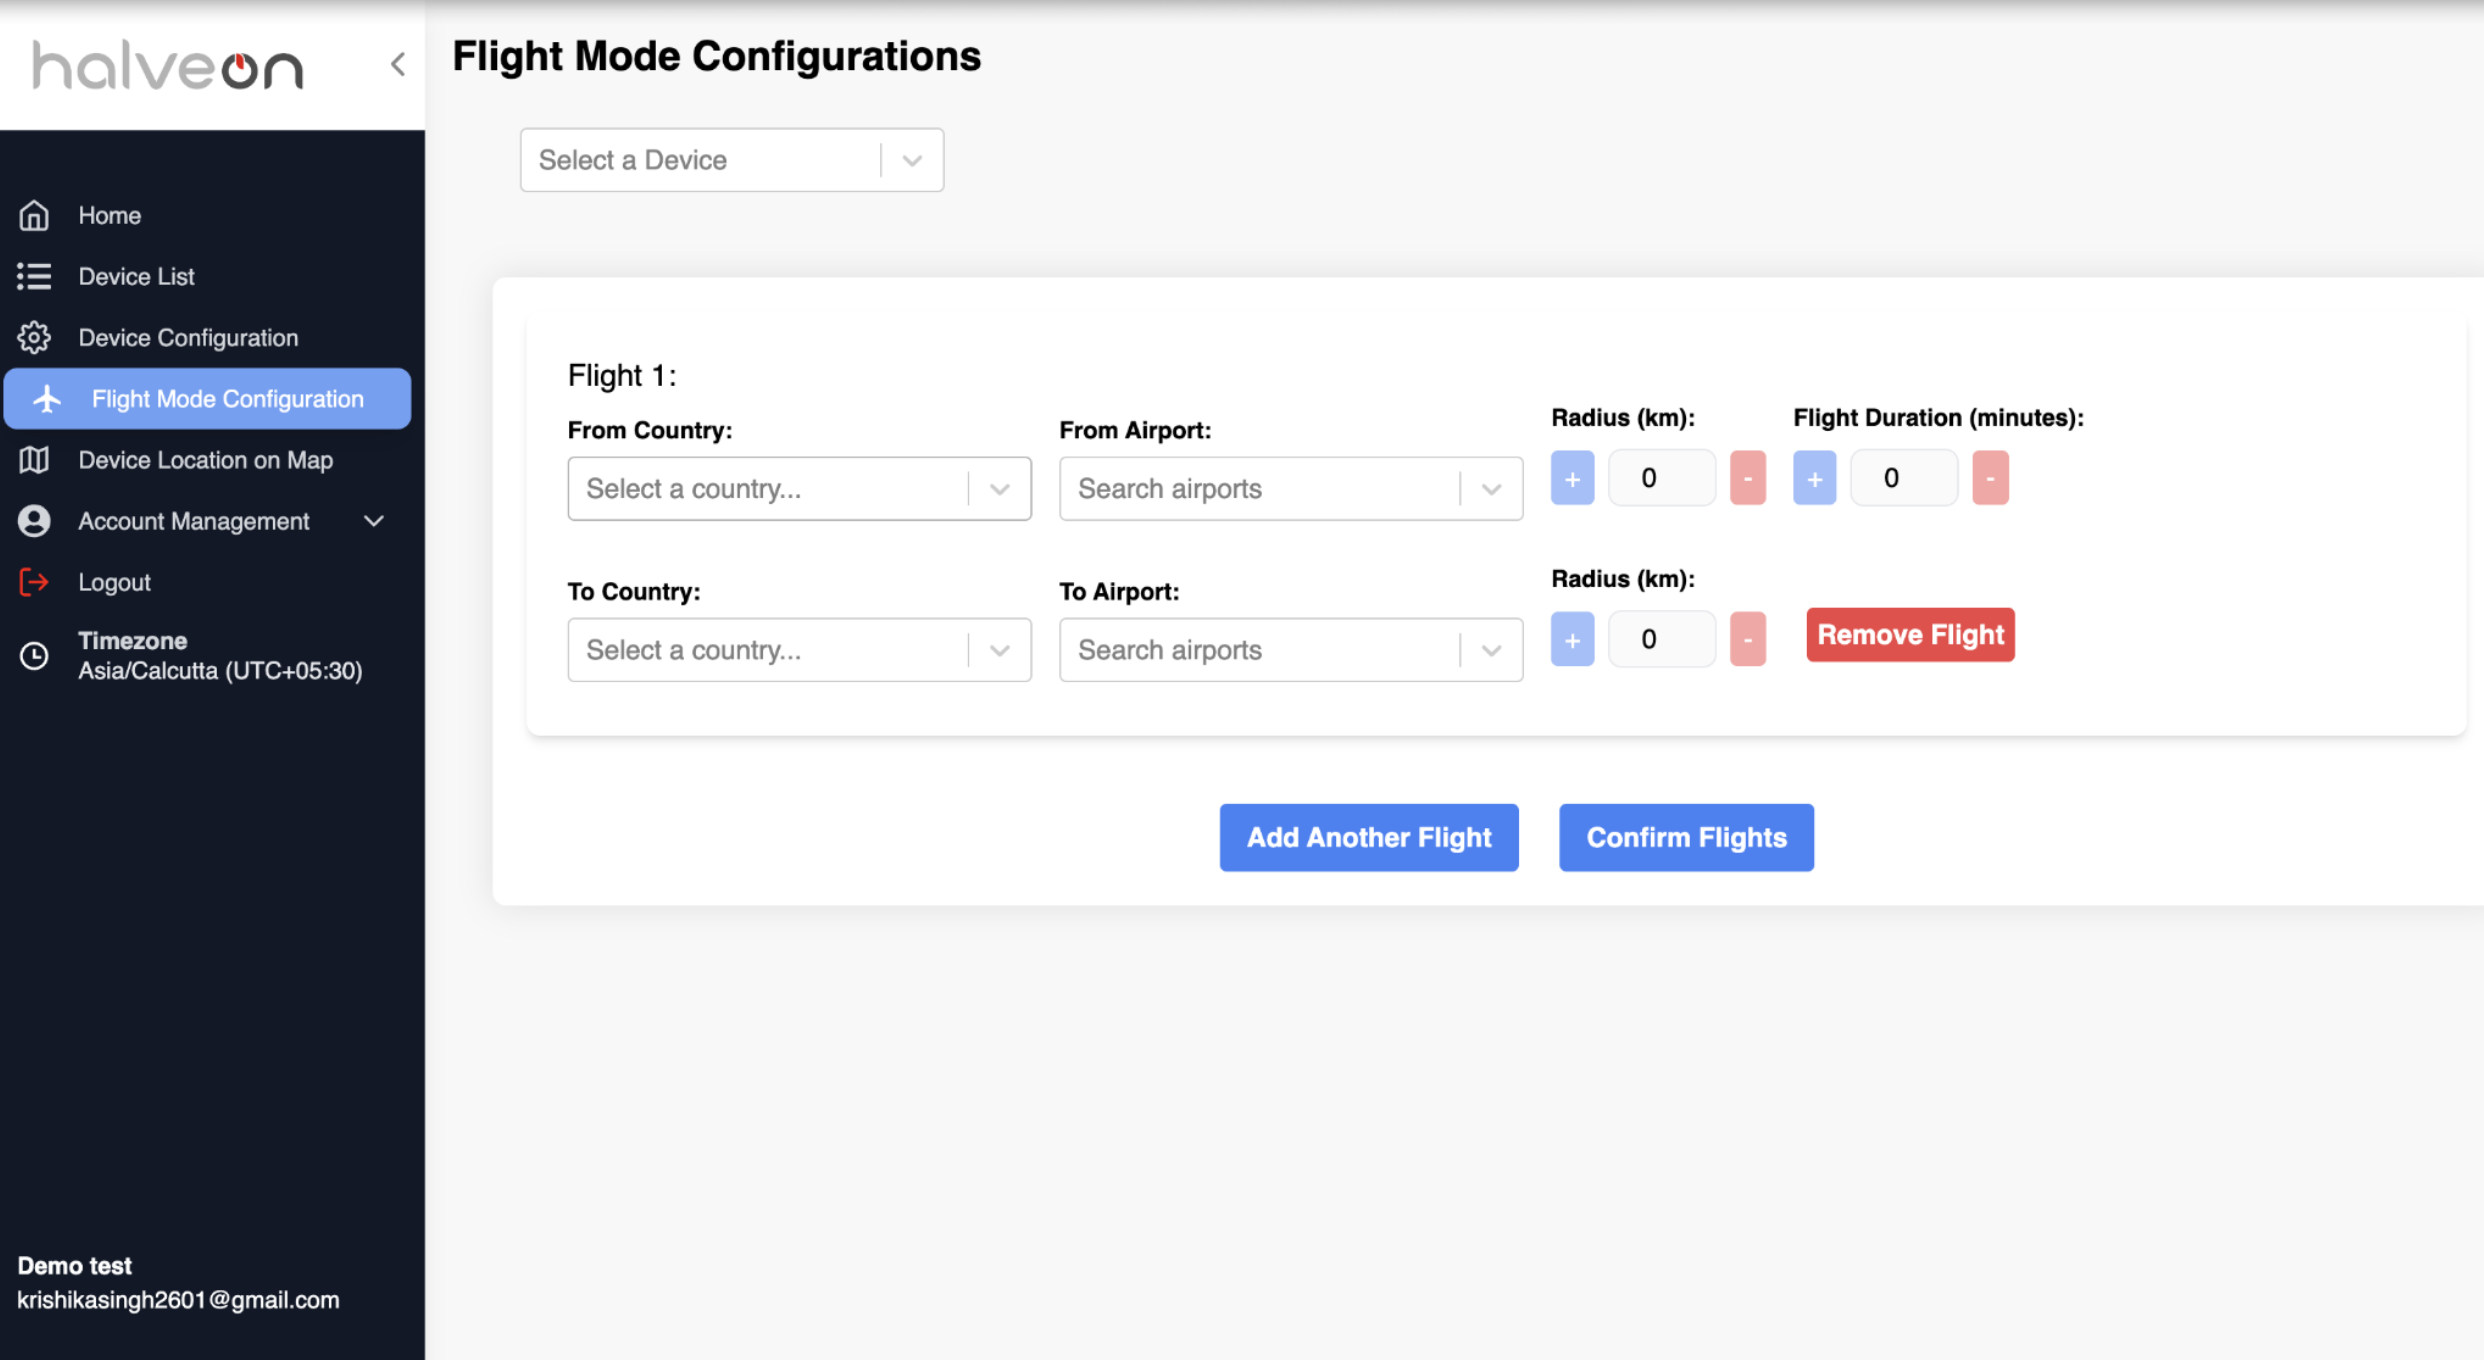 halveon
Flight Mode Configurations
Select a Device
Home
Device List
Device Configuration
Flight Mode Configuration
Device Location on Map
Account Management
Logout
Timezone
Asia/Calcutta (UTC+05:30)
Flight 1:
From Country:
From Airport:
Radius (km):
Flight Duration (minutes):
Select a country...
Search airports
+ 0 -
+ 0 -
To Country:
To Airport:
Radius (km):
Select a country...
Search airports
+ 0 -
Remove Flight
Add Another Flight
Confirm Flights
Demo test
krishikasingh2601@gmail.com